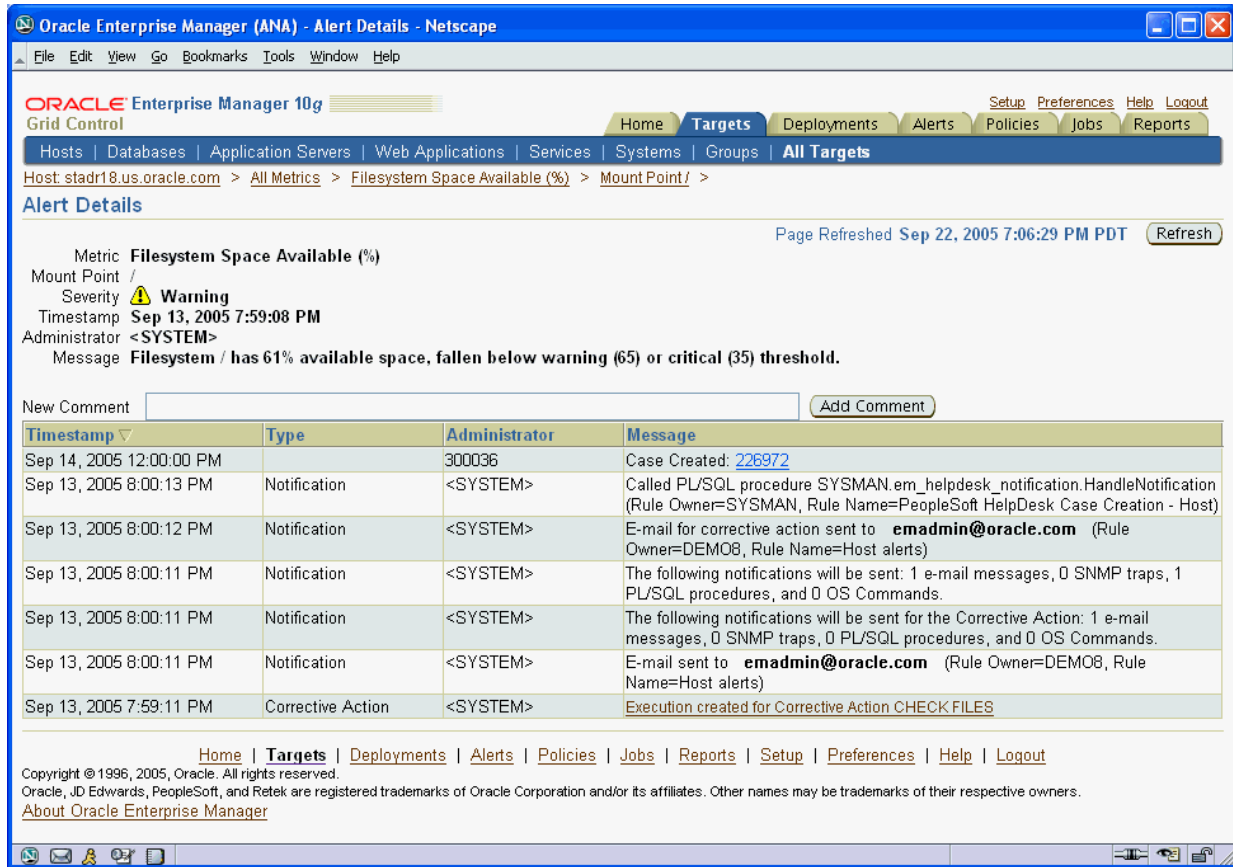 Oracle Enterprise Manager (ANA) - Alert Details - Netscape
File Edit View Go Bookmarks Tools Window Help
ORACLE Enterprise Manager 10g
Grid Control
Setup Preferences Help Logout
Home Targets Deployments Alerts Policies Jobs Reports
Hosts | Databases | Application Servers | Web Applications | Services | Systems | Groups | All Targets
Host: stadr18.us.oracle.com > All Metrics > Filesystem Space Available (%) > Mount Point / >
Alert Details
Page Refreshed Sep 22, 2005 7:06:29 PM PDT Refresh
Metric Filesystem Space Available (%)
Mount Point /
Severity Warning
Timestamp Sep 13, 2005 7:59:08 PM
Administrator <SYSTEM>
Message Filesystem / has 61% available space, fallen below warning (65) or critical (35) threshold.
New Comment Add Comment
Timestamp Type Administrator Message
Sep 14, 2005 12:00:00 PM 300036 Case Created: 226972
Sep 13, 2005 8:00:13 PM Notification <SYSTEM> Called PL/SQL procedure SYSMAN.em_helpdesk_notification.HandleNotification
(Rule Owner=SYSMAN, Rule Name=PeopleSoft HelpDesk Case Creation - Host)
Sep 13, 2005 8:00:12 PM Notification <SYSTEM> E-mail for corrective action sent to emadmin@oracle.com (Rule
Owner=DEMO8, Rule Name=Host alerts)
Sep 13, 2005 8:00:11 PM Notification <SYSTEM> The following notifications will be sent: 1 e-mail messages, 0 SNMP traps, 1
PL/SQL procedures, and 0 OS Commands.
Sep 13, 2005 8:00:11 PM Notification <SYSTEM> The following notifications will be sent for the Corrective Action: 1 e-mail
messages, 0 SNMP traps, 0 PL/SQL procedures, and 0 OS Commands.
Sep 13, 2005 8:00:11 PM Notification <SYSTEM> E-mail sent to emadmin@oracle.com (Rule Owner=DEMO8, Rule
Name=Host alerts)
Sep 13, 2005 7:59:11 PM Corrective Action <SYSTEM> Execution created for Corrective Action CHECK FILES
Home | Targets | Deployments | Alerts | Policies | Jobs | Reports | Setup | Preferences | Help | Logout
Copyright © 1996, 2005, Oracle. All rights reserved.
Oracle, JD Edwards, PeopleSoft, and Retek are registered trademarks of Oracle Corporation and/or its affiliates. Other names may be trademarks of their respective owners.
About Oracle Enterprise Manager